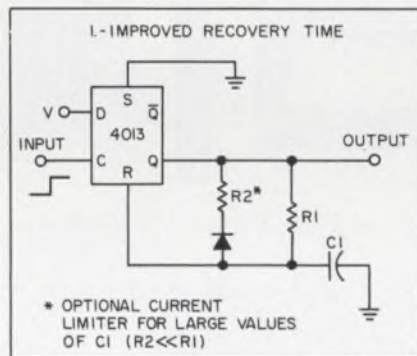 1.-IMPROVED RECOVERY TIME
S
V
D
Q̅
4013
INPUT
OUTPUT
C
Q
R
R2*
R1
C1
* OPTIONAL CURRENT
LIMITER FOR LARGE VALUES
OF C1 (R2<<R1)